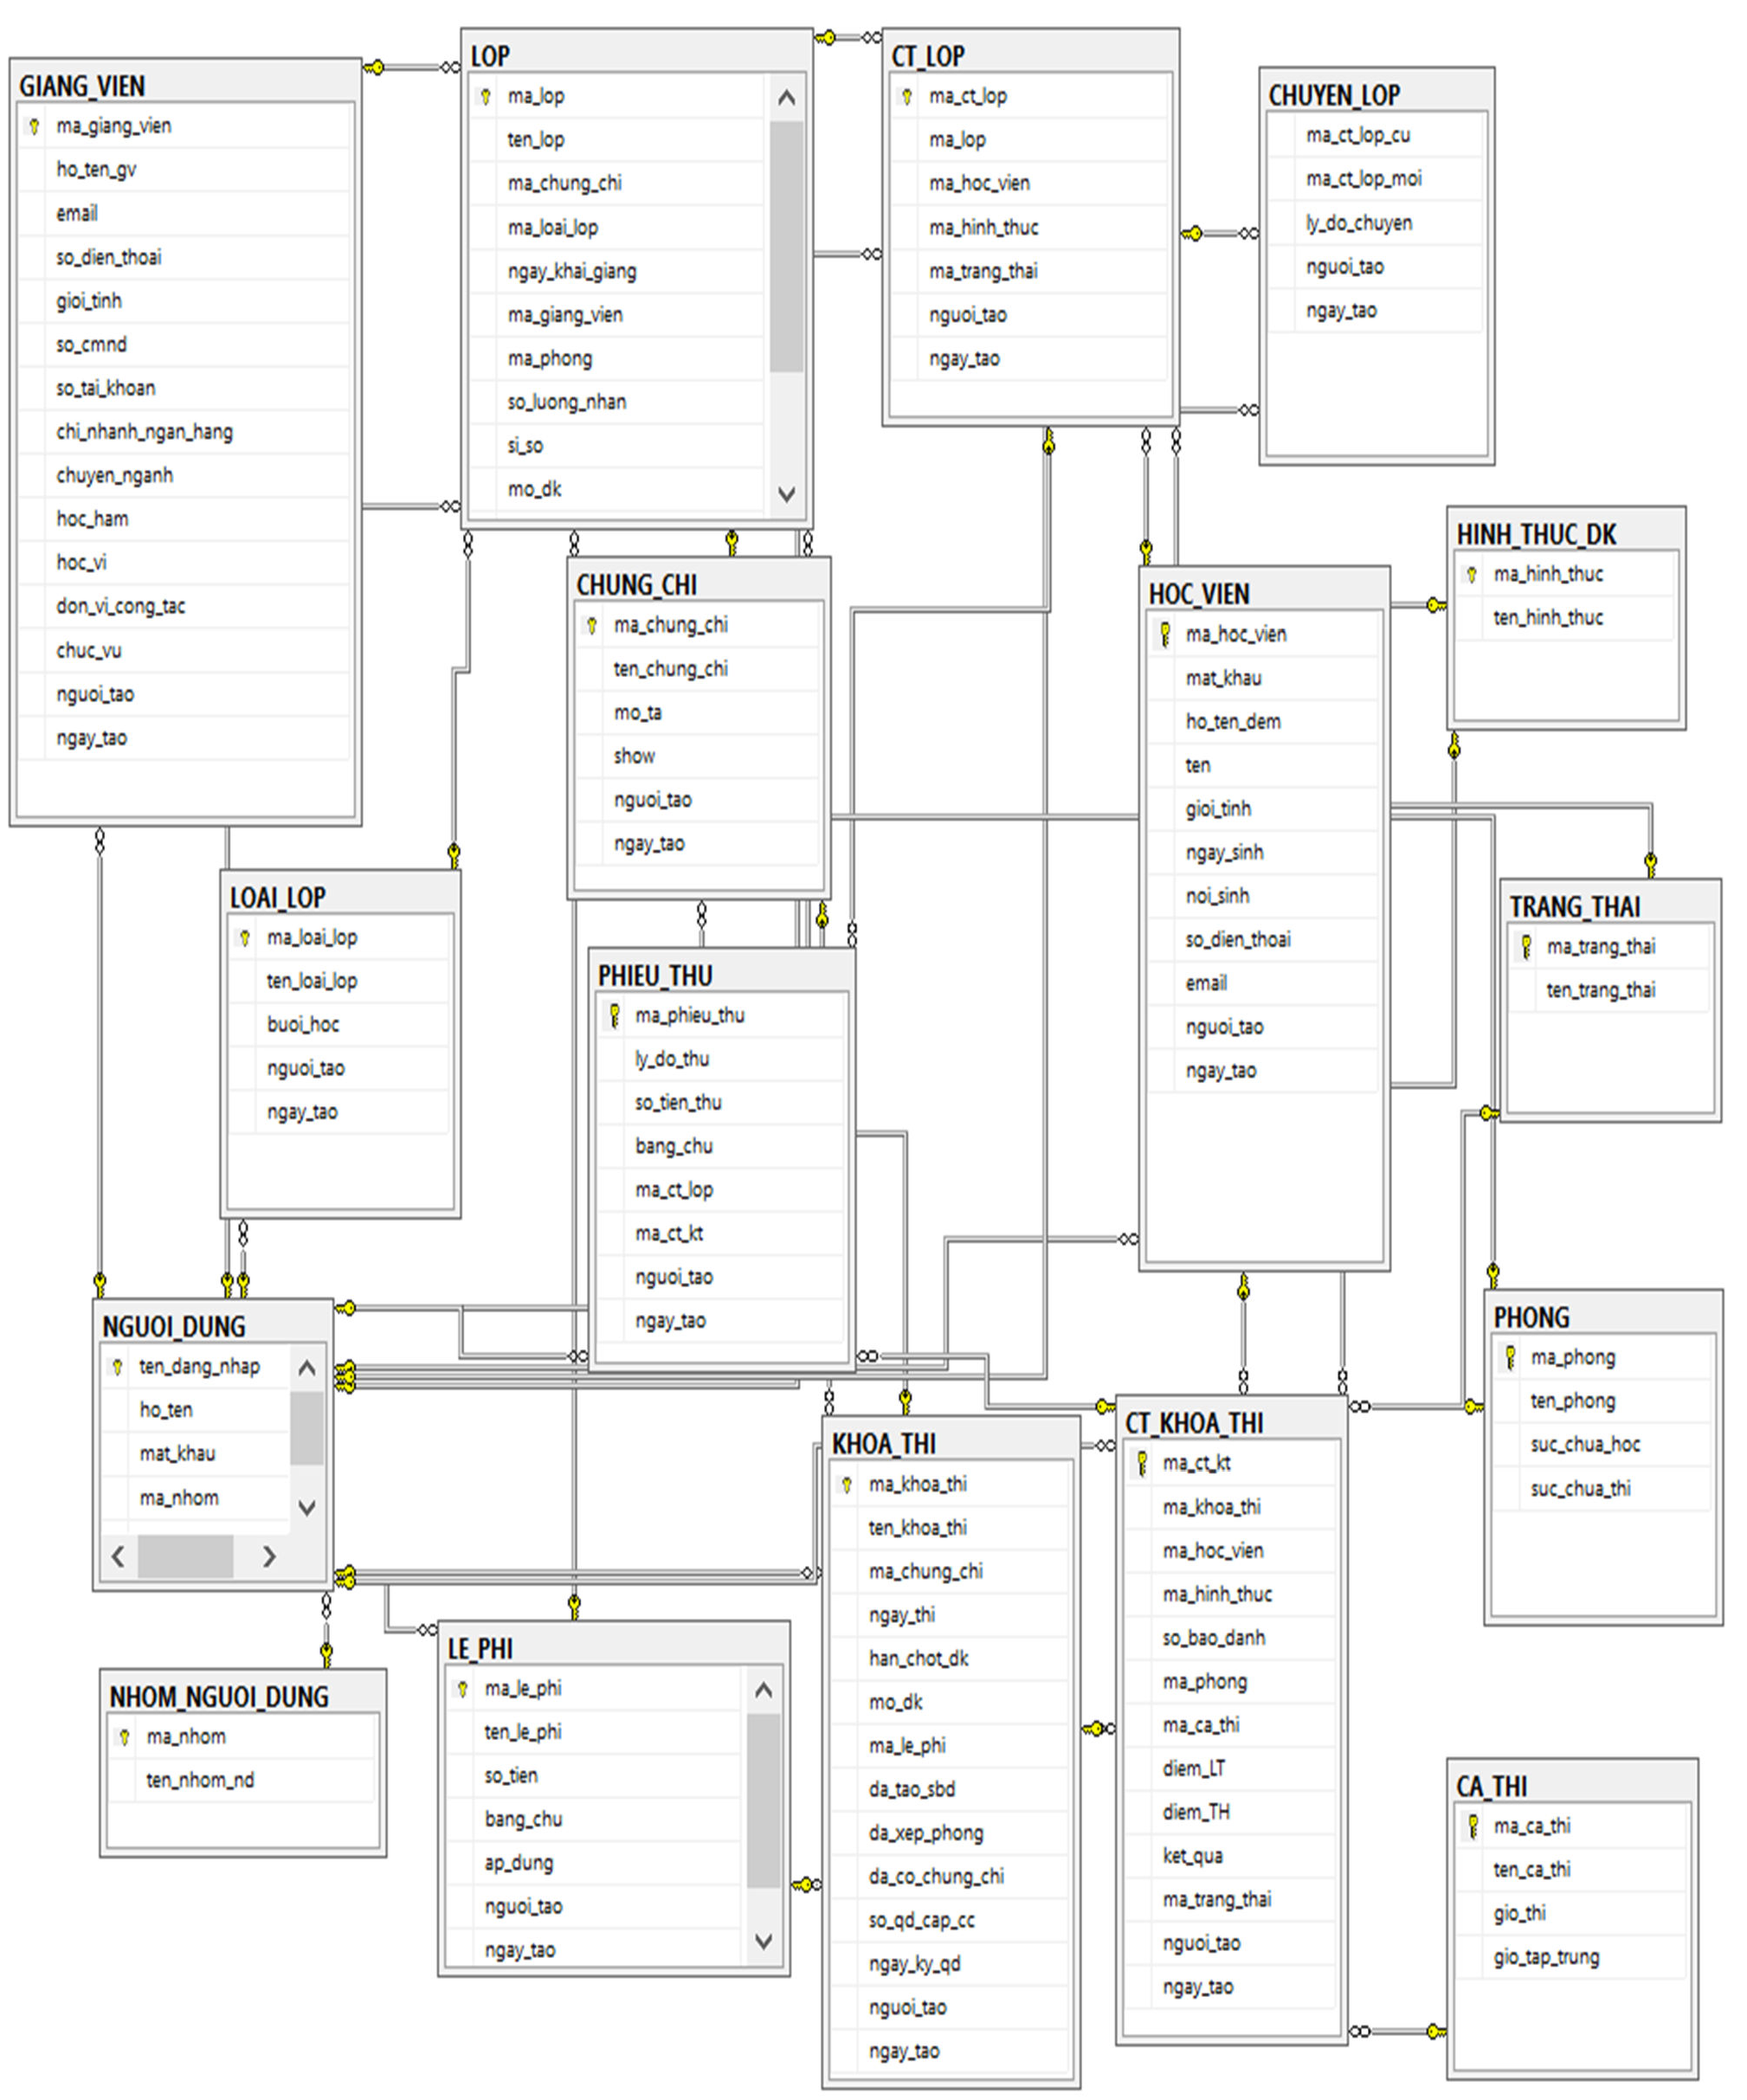 GIANG_VIEN
ma_giang_vien
ho_ten_gv
email
so_dien_thoai
gioi_tinh
so_cmnd
so_tai_khoan
chi_nhanh_ngan_hang
chuyen_nganh
hoc_ham
hoc_vi
don_vi_cong_tac
chuc_vu
nguoi_tao
ngay_tao
LOP
ma_lop
ten_lop
ma_chung_chi
ma_loai_lop
ngay_khai_giang
ma_giang_vien
ma_phong
so_luong_nhan
si_so
mo_dk
CT_LOP
ma_ct_lop
ma_lop
ma_hoc_vien
ma_hinh_thuc
ma_trang_thai
nguoi_tao
ngay_tao
CHUYEN_LOP
ma_ct_lop_cu
ma_ct_lop_moi
ly_do_chuyen
nguoi_tao
ngay_tao
CHUNG_CHI
ma_chung_chi
ten_chung_chi
mo_ta
show
nguoi_tao
ngay_tao
HOC_VIEN
ma_hoc_vien
mat_khau
ho_ten_dem
ten
gioi_tinh
ngay_sinh
noi_sinh
so_dien_thoai
email
nguoi_tao
ngay_tao
HINH_THUC_DK
ma_hinh_thuc
ten_hinh_thuc
LOAI_LOP
ma_loai_lop
ten_loai_lop
buoi_hoc
nguoi_tao
ngay_tao
PHIEU_THU
ma_phieu_thu
ly_do_thu
so_tien_thu
bang_chu
ma_ct_lop
ma_ct_kt
nguoi_tao
ngay_tao
TRANG_THAI
ma_trang_thai
ten_trang_thai
NGUOI_DUNG
ten_dang_nhap
ho_ten
mat_khau
ma_nhom
PHONG
ma_phong
ten_phong
suc_chua_hoc
suc_chua_thi
KHOA_THI
ma_khoa_thi
ten_khoa_thi
ma_chung_chi
ngay_thi
han_chot_dk
mo_dk
ma_le_phi
da_tao_sbd
da_xep_phong
da_co_chung_chi
so_qd_cap_cc
ngay_ky_qd
nguoi_tao
ngay_tao
CT_KHOA_THI
ma_ct_kt
ma_khoa_thi
ma_hoc_vien
ma_hinh_thuc
so_bao_danh
ma_phong
ma_ca_thi
diem_LT
diem_TH
ket_qua
ma_trang_thai
nguoi_tao
ngay_tao
NHOM_NGUOI_DUNG
ma_nhom
ten_nhom_nd
LE_PHI
ma_le_phi
ten_le_phi
so_tien
bang_chu
ap_dung
nguoi_tao
ngay_tao
CA_THI
ma_ca_thi
ten_ca_thi
gio_thi
gio_tap_trung